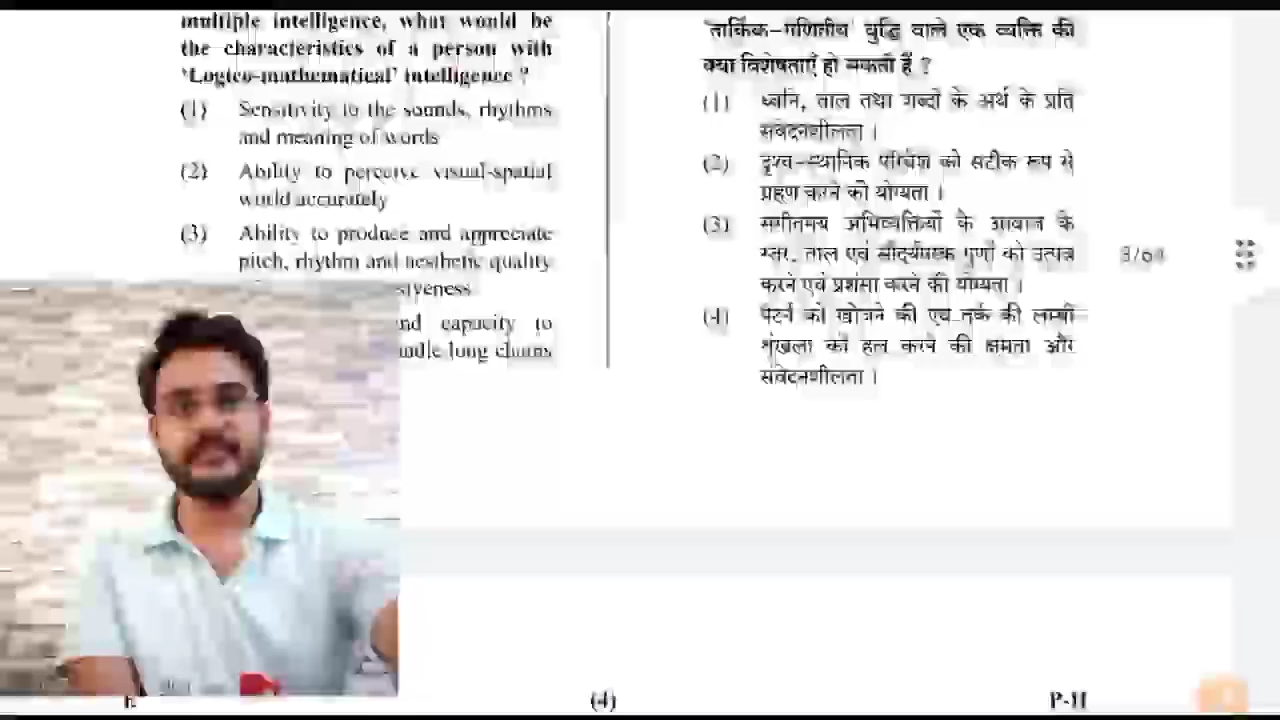 multiple intelligence, what would be
the characteristics of a person with
'Logico-mathematical' intelligence ?
(1) Sensitivity to the sounds, rhythms
and meaning of words
(2) Ability to perceive visual-spatial
world accurately
(3) Ability to produce and appreciate
pitch, rhythm and aesthetic quality
siveness
nd capacity to
ndle long chains
'तार्किक-गणितीय' बुद्धि वाले एक व्यक्ति की
क्या विशेषताएँ हो सकती हैं ?
(1) ध्वनि, ताल तथा शब्दों के अर्थ के प्रति
संवेदनशीलता ।
(2) दृश्य-स्थानिक परिवेश को सटीक रूप से
ग्रहण करने की योग्यता ।
(3) संगीतमय अभिव्यक्तियों के आवाज के
स्तर, ताल एवं सौंदर्यपरक गुणों को उत्पन्न
करने एवं प्रशंसा करने की योग्यता ।
(4) पैटर्न को खोजने की एवं तर्क की लम्बी
शृंखला को हल करने की क्षमता और
संवेदनशीलता ।
3/64
E (4) P-II